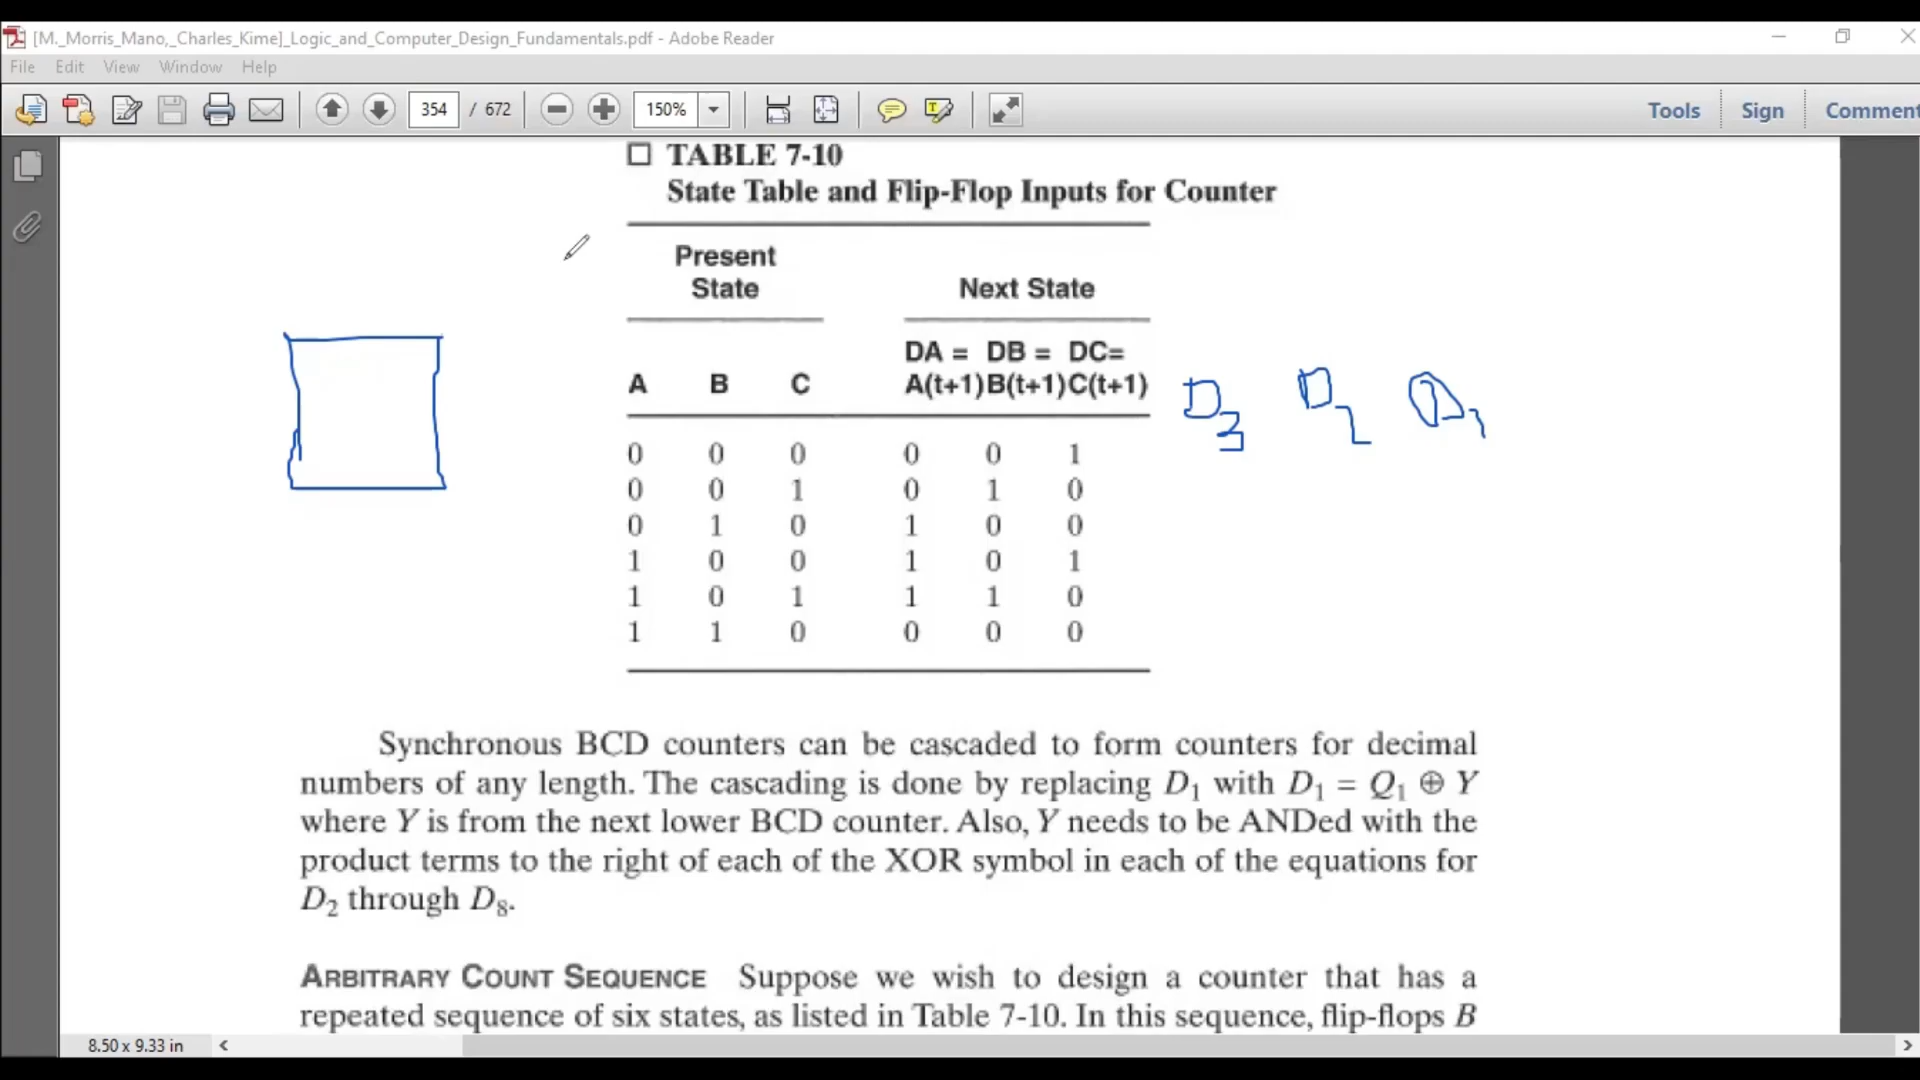 [M._Morris_Mano,_Charles_Kime]_Logic_and_Computer_Design_Fundamentals.pdf - Adobe Reader
File Edit View Window Help
354 / 672 150% Tools Sign Comment
TABLE 7-10
State Table and Flip-Flop Inputs for Counter
Present
State Next State
DA = DB = DC=
A B C A(t+1)B(t+1)C(t+1) D3 D2 D1
0 0 0 0 0 1
0 0 1 0 1 0
0 1 0 1 0 0
1 0 0 1 0 1
1 0 1 1 1 0
1 1 0 0 0 0
Synchronous BCD counters can be cascaded to form counters for decimal
numbers of any length. The cascading is done by replacing D₁ with D₁ = Q₁ ⊕ Y
where Y is from the next lower BCD counter. Also, Y needs to be ANDed with the
product terms to the right of each of the XOR symbol in each of the equations for
D₂ through D₈.
ARBITRARY COUNT SEQUENCE Suppose we wish to design a counter that has a
repeated sequence of six states, as listed in Table 7-10. In this sequence, flip-flops B
8.50 x 9.33 in